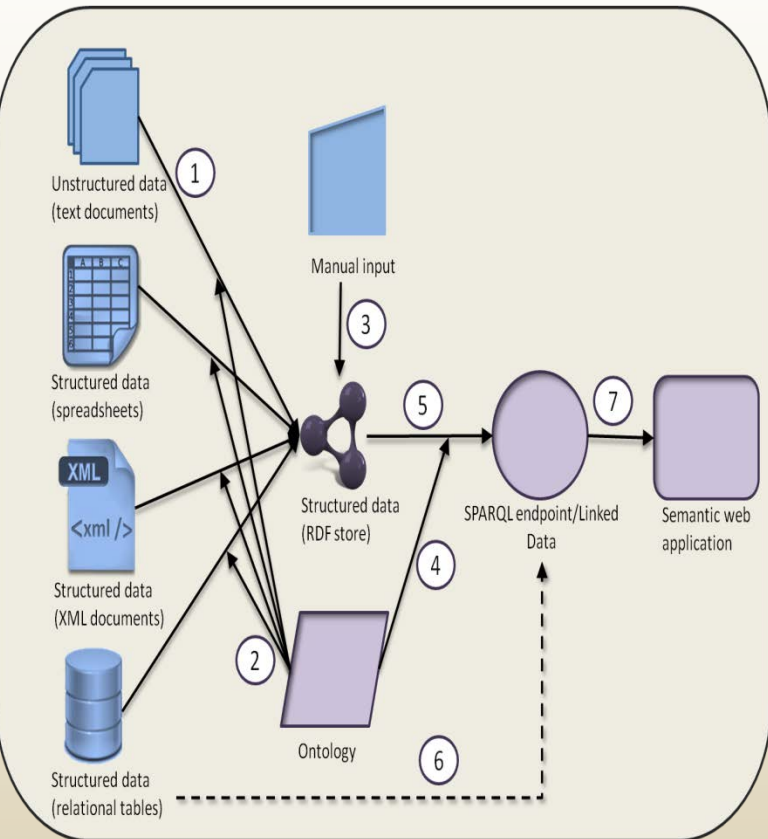 1
Unstructured data
(text documents)
Manual input
3
A B C
Structured data
(spreadsheets)
5
7
XML
<xml />
Structured data
(RDF store)
SPARQL endpoint/Linked
Data
Semantic web
application
4
Structured data
(XML documents)
2
Ontology
6
Structured data
(relational tables)